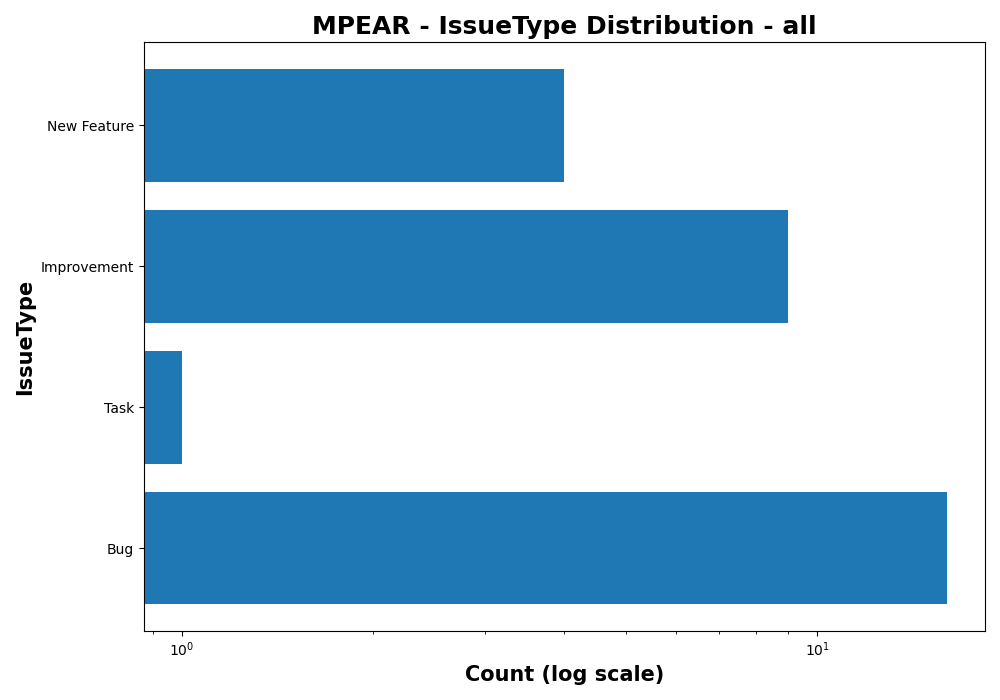 MPEAR - IssueType Distribution - all
IssueType
New Feature
Improvement
Task
Bug
10⁰
10¹
Count (log scale)